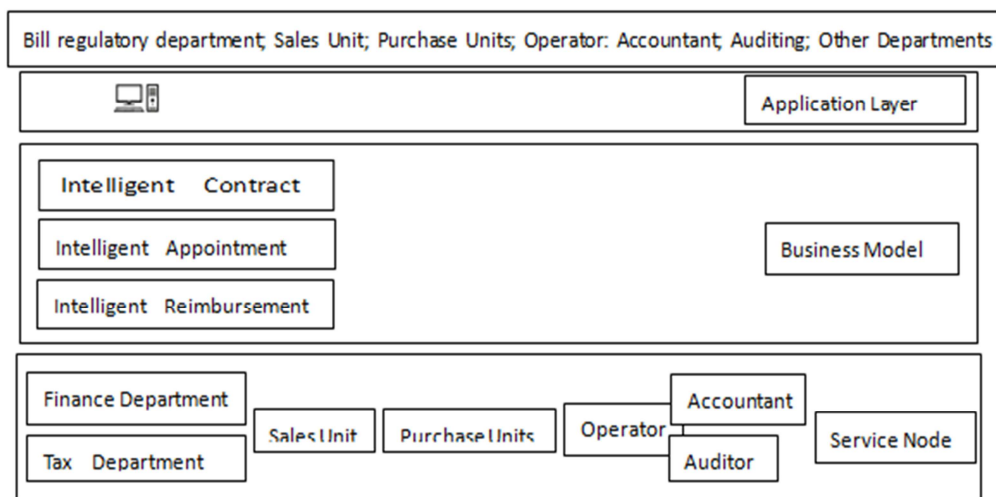 Bill regulatory department; Sales Unit; Purchase Units; Operator: Accountant; Auditing; Other Departments
Application Layer
Intelligent Contract
Intelligent Appointment
Business Model
Intelligent Reimbursement
Finance Department
Accountant
Sales Unit
Purchase Units
Operator
Service Node
Tax Department
Auditor